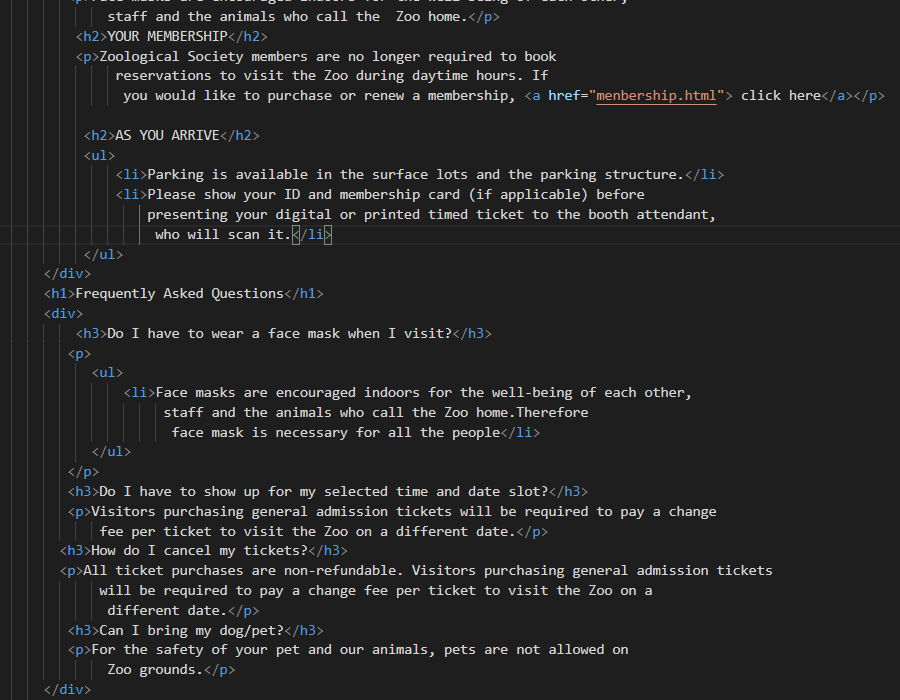 staff and the animals who call the  Zoo home.</p>
<h2>YOUR MEMBERSHIP</h2>
<p>Zoological Society members are no longer required to book
reservations to visit the Zoo during daytime hours. If
you would like to purchase or renew a membership, <a href="menbership.html"> click here</a></p>
<h2>AS YOU ARRIVE</h2>
<ul>
<li>Parking is available in the surface lots and the parking structure.</li>
<li>Please show your ID and membership card (if applicable) before
presenting your digital or printed timed ticket to the booth attendant,
who will scan it.</li>
</ul>
</div>
<h1>Frequently Asked Questions</h1>
<div>
<h3>Do I have to wear a face mask when I visit?</h3>
<p>
<ul>
<li>Face masks are encouraged indoors for the well-being of each other,
staff and the animals who call the Zoo home.Therefore
face mask is necessary for all the people</li>
</ul>
</p>
<h3>Do I have to show up for my selected time and date slot?</h3>
<p>Visitors purchasing general admission tickets will be required to pay a change
fee per ticket to visit the Zoo on a different date.</p>
<h3>How do I cancel my tickets?</h3>
<p>All ticket purchases are non-refundable. Visitors purchasing general admission tickets
will be required to pay a change fee per ticket to visit the Zoo on a
different date.</p>
<h3>Can I bring my dog/pet?</h3>
<p>For the safety of your pet and our animals, pets are not allowed on
Zoo grounds.</p>
</div>